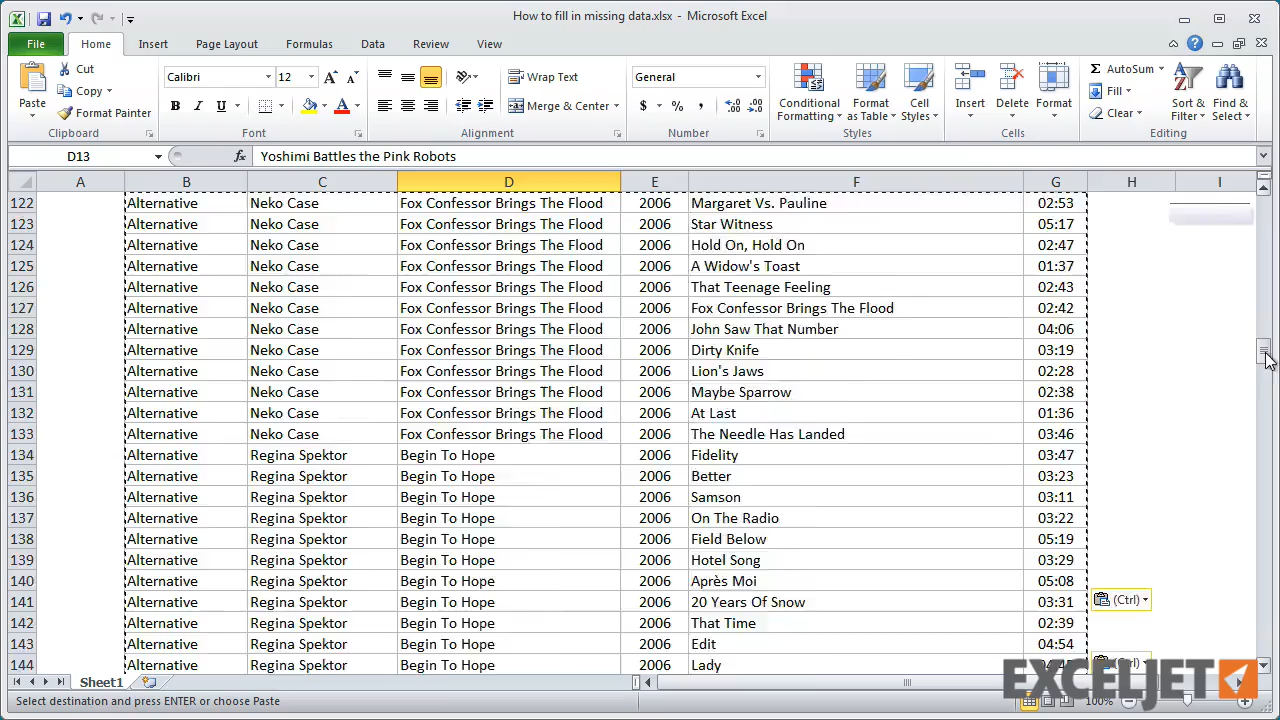 How to fill in missing data.xlsx - Microsoft Excel
File Home Insert Page Layout Formulas Data Review View
Paste Cut Copy Format Painter Clipboard
Calibri 12 B I U A Font
Wrap Text Merge & Center Alignment
General $ % , Number
Conditional Formatting Format as Table Cell Styles Styles
Insert Delete Format Cells
AutoSum Fill Clear Sort & Filter Find & Select Editing
D13 fx Yoshimi Battles the Pink Robots
A B C D E F G H I
122 Alternative Neko Case Fox Confessor Brings The Flood 2006 Margaret Vs. Pauline 02:53
123 Alternative Neko Case Fox Confessor Brings The Flood 2006 Star Witness 05:17
124 Alternative Neko Case Fox Confessor Brings The Flood 2006 Hold On, Hold On 02:47
125 Alternative Neko Case Fox Confessor Brings The Flood 2006 A Widow's Toast 01:37
126 Alternative Neko Case Fox Confessor Brings The Flood 2006 That Teenage Feeling 02:43
127 Alternative Neko Case Fox Confessor Brings The Flood 2006 Fox Confessor Brings The Flood 02:42
128 Alternative Neko Case Fox Confessor Brings The Flood 2006 John Saw That Number 04:06
129 Alternative Neko Case Fox Confessor Brings The Flood 2006 Dirty Knife 03:19
130 Alternative Neko Case Fox Confessor Brings The Flood 2006 Lion's Jaws 02:28
131 Alternative Neko Case Fox Confessor Brings The Flood 2006 Maybe Sparrow 02:38
132 Alternative Neko Case Fox Confessor Brings The Flood 2006 At Last 01:36
133 Alternative Neko Case Fox Confessor Brings The Flood 2006 The Needle Has Landed 03:46
134 Alternative Regina Spektor Begin To Hope 2006 Fidelity 03:47
135 Alternative Regina Spektor Begin To Hope 2006 Better 03:23
136 Alternative Regina Spektor Begin To Hope 2006 Samson 03:11
137 Alternative Regina Spektor Begin To Hope 2006 On The Radio 03:22
138 Alternative Regina Spektor Begin To Hope 2006 Field Below 05:19
139 Alternative Regina Spektor Begin To Hope 2006 Hotel Song 03:29
140 Alternative Regina Spektor Begin To Hope 2006 Après Moi 05:08
141 Alternative Regina Spektor Begin To Hope 2006 20 Years Of Snow 03:31 (Ctrl)
142 Alternative Regina Spektor Begin To Hope 2006 That Time 02:39
143 Alternative Regina Spektor Begin To Hope 2006 Edit 04:54
144 Alternative Regina Spektor Begin To Hope 2006 Lady
Sheet1
EXCELJET
Select destination and press ENTER or choose Paste 100%